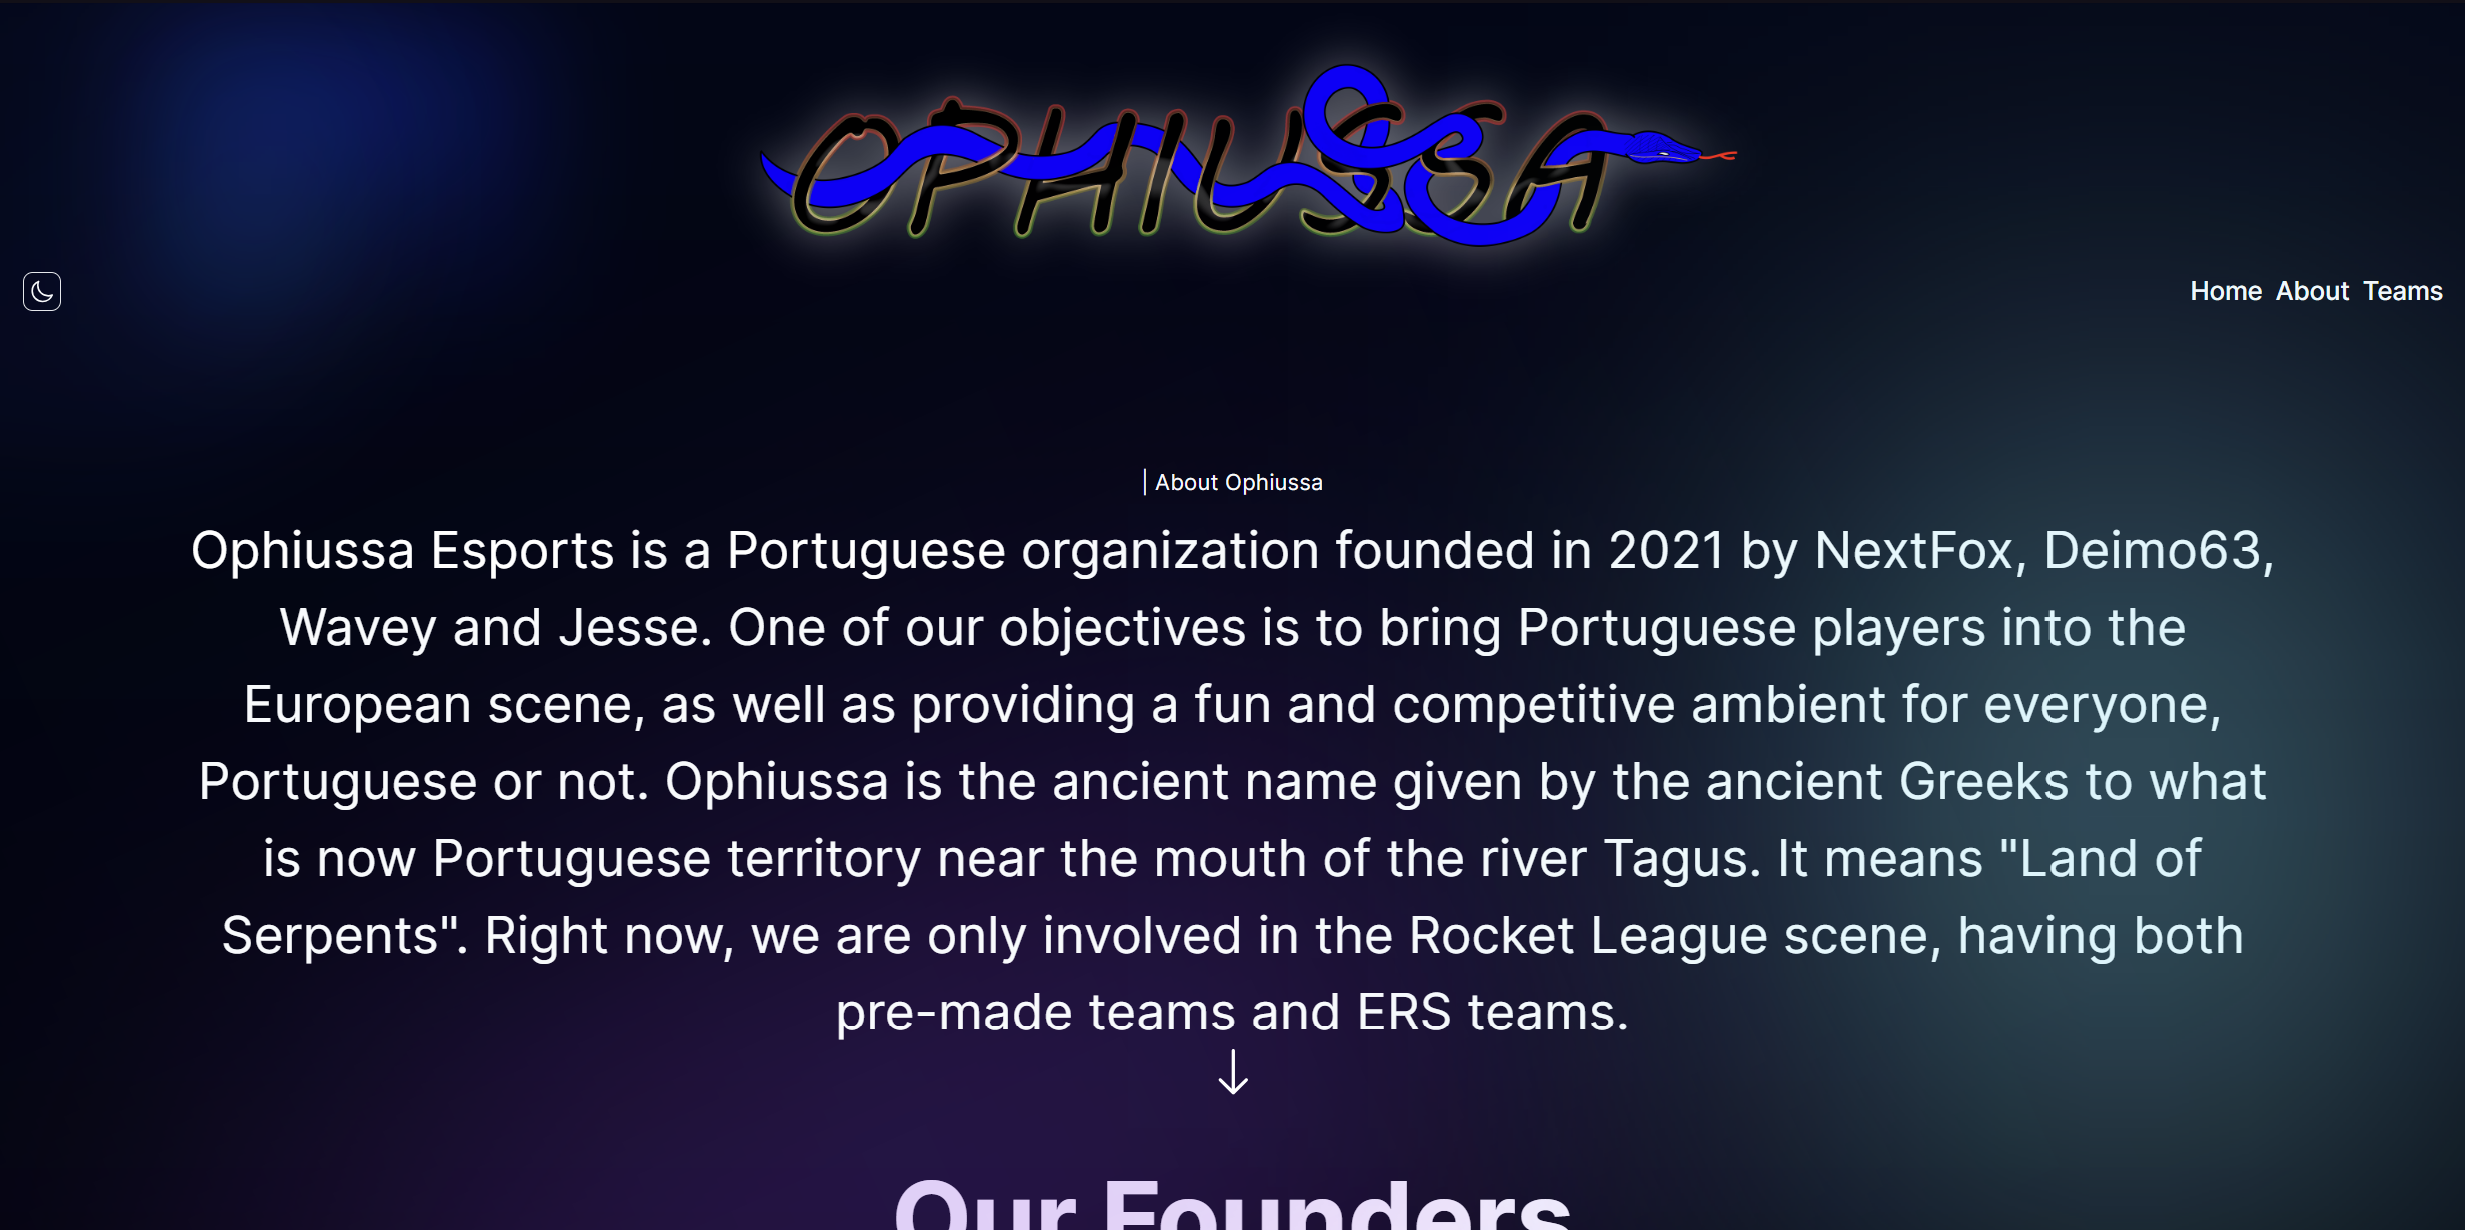 OPHIUSSA
Home About Teams
About Ophiussa
Ophiussa Esports is a Portuguese organization founded in 2021 by NextFox, Deimo63,
Wavey and Jesse. One of our objectives is to bring Portuguese players into the
European scene, as well as providing a fun and competitive ambient for everyone,
Portuguese or not. Ophiussa is the ancient name given by the ancient Greeks to what
is now Portuguese territory near the mouth of the river Tagus. It means "Land of
Serpents". Right now, we are only involved in the Rocket League scene, having both
pre-made teams and ERS teams.
Our Founders